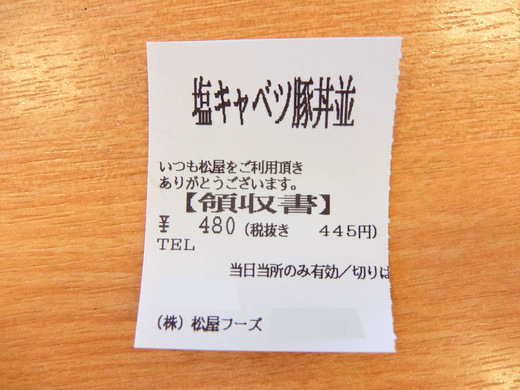 塩キャベツ豚丼並
いつも松屋をご利用頂き
ありがとうございます。
【領収書】
¥ 480(税抜き 445円)
TEL
当日当所のみ有効/切りは
(株)松屋フーズ